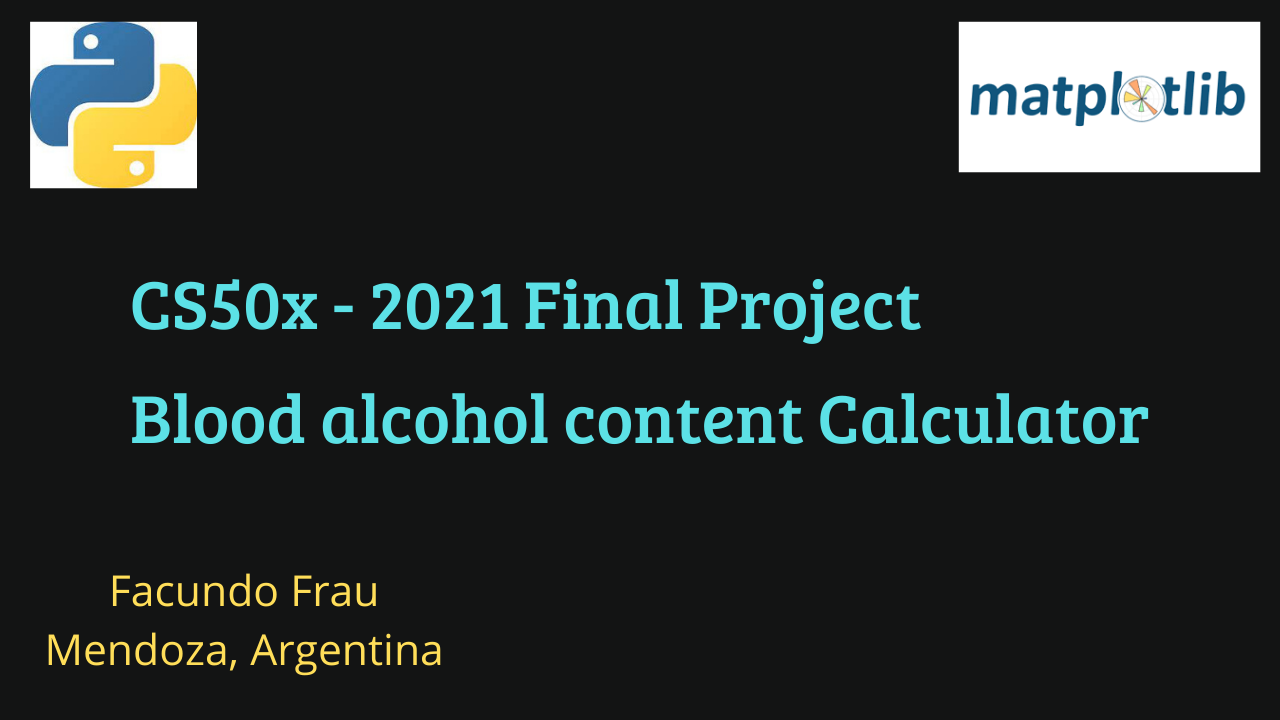 matplotlib
CS50x - 2021 Final Project
Blood alcohol content Calculator
Facundo Frau
Mendoza, Argentina